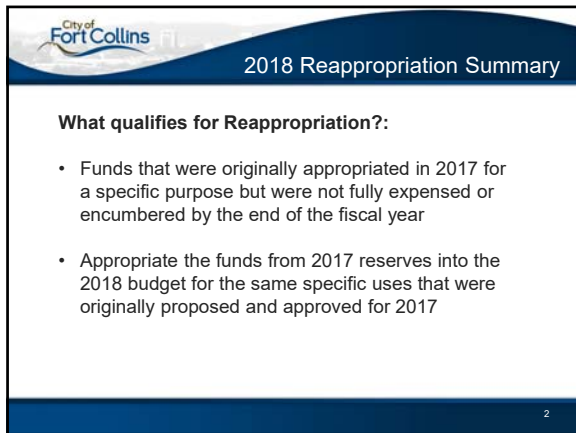 City of
Fort Collins
2018 Reappropriation Summary
What qualifies for Reappropriation?:
• Funds that were originally appropriated in 2017 for
a specific purpose but were not fully expensed or
encumbered by the end of the fiscal year
• Appropriate the funds from 2017 reserves into the
2018 budget for the same specific uses that were
originally proposed and approved for 2017
2